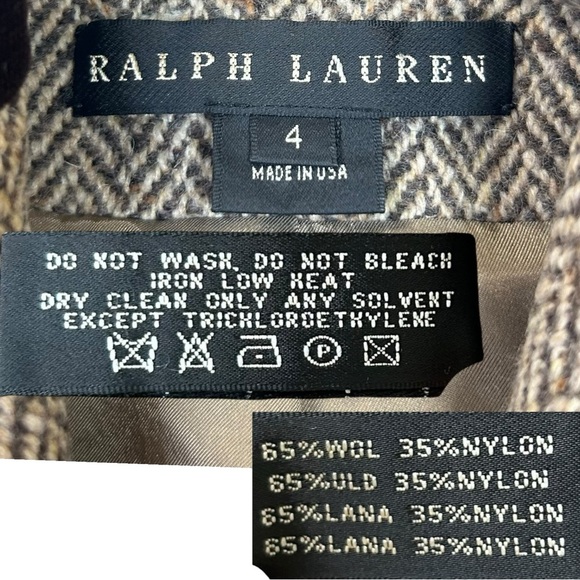 RALPH LAUREN
4
MADE IN USA
DO NOT WASH, DO NOT BLEACH
IRON LOW HEAT
DRY CLEAN ONLY ANY SOLVENT
EXCEPT TRICHLOROETHYLENE
P
65%WOL 35%NYLON
65%ULD 35%NYLON
65%LANA 35%NYLON
65%LANA 35%NYLON